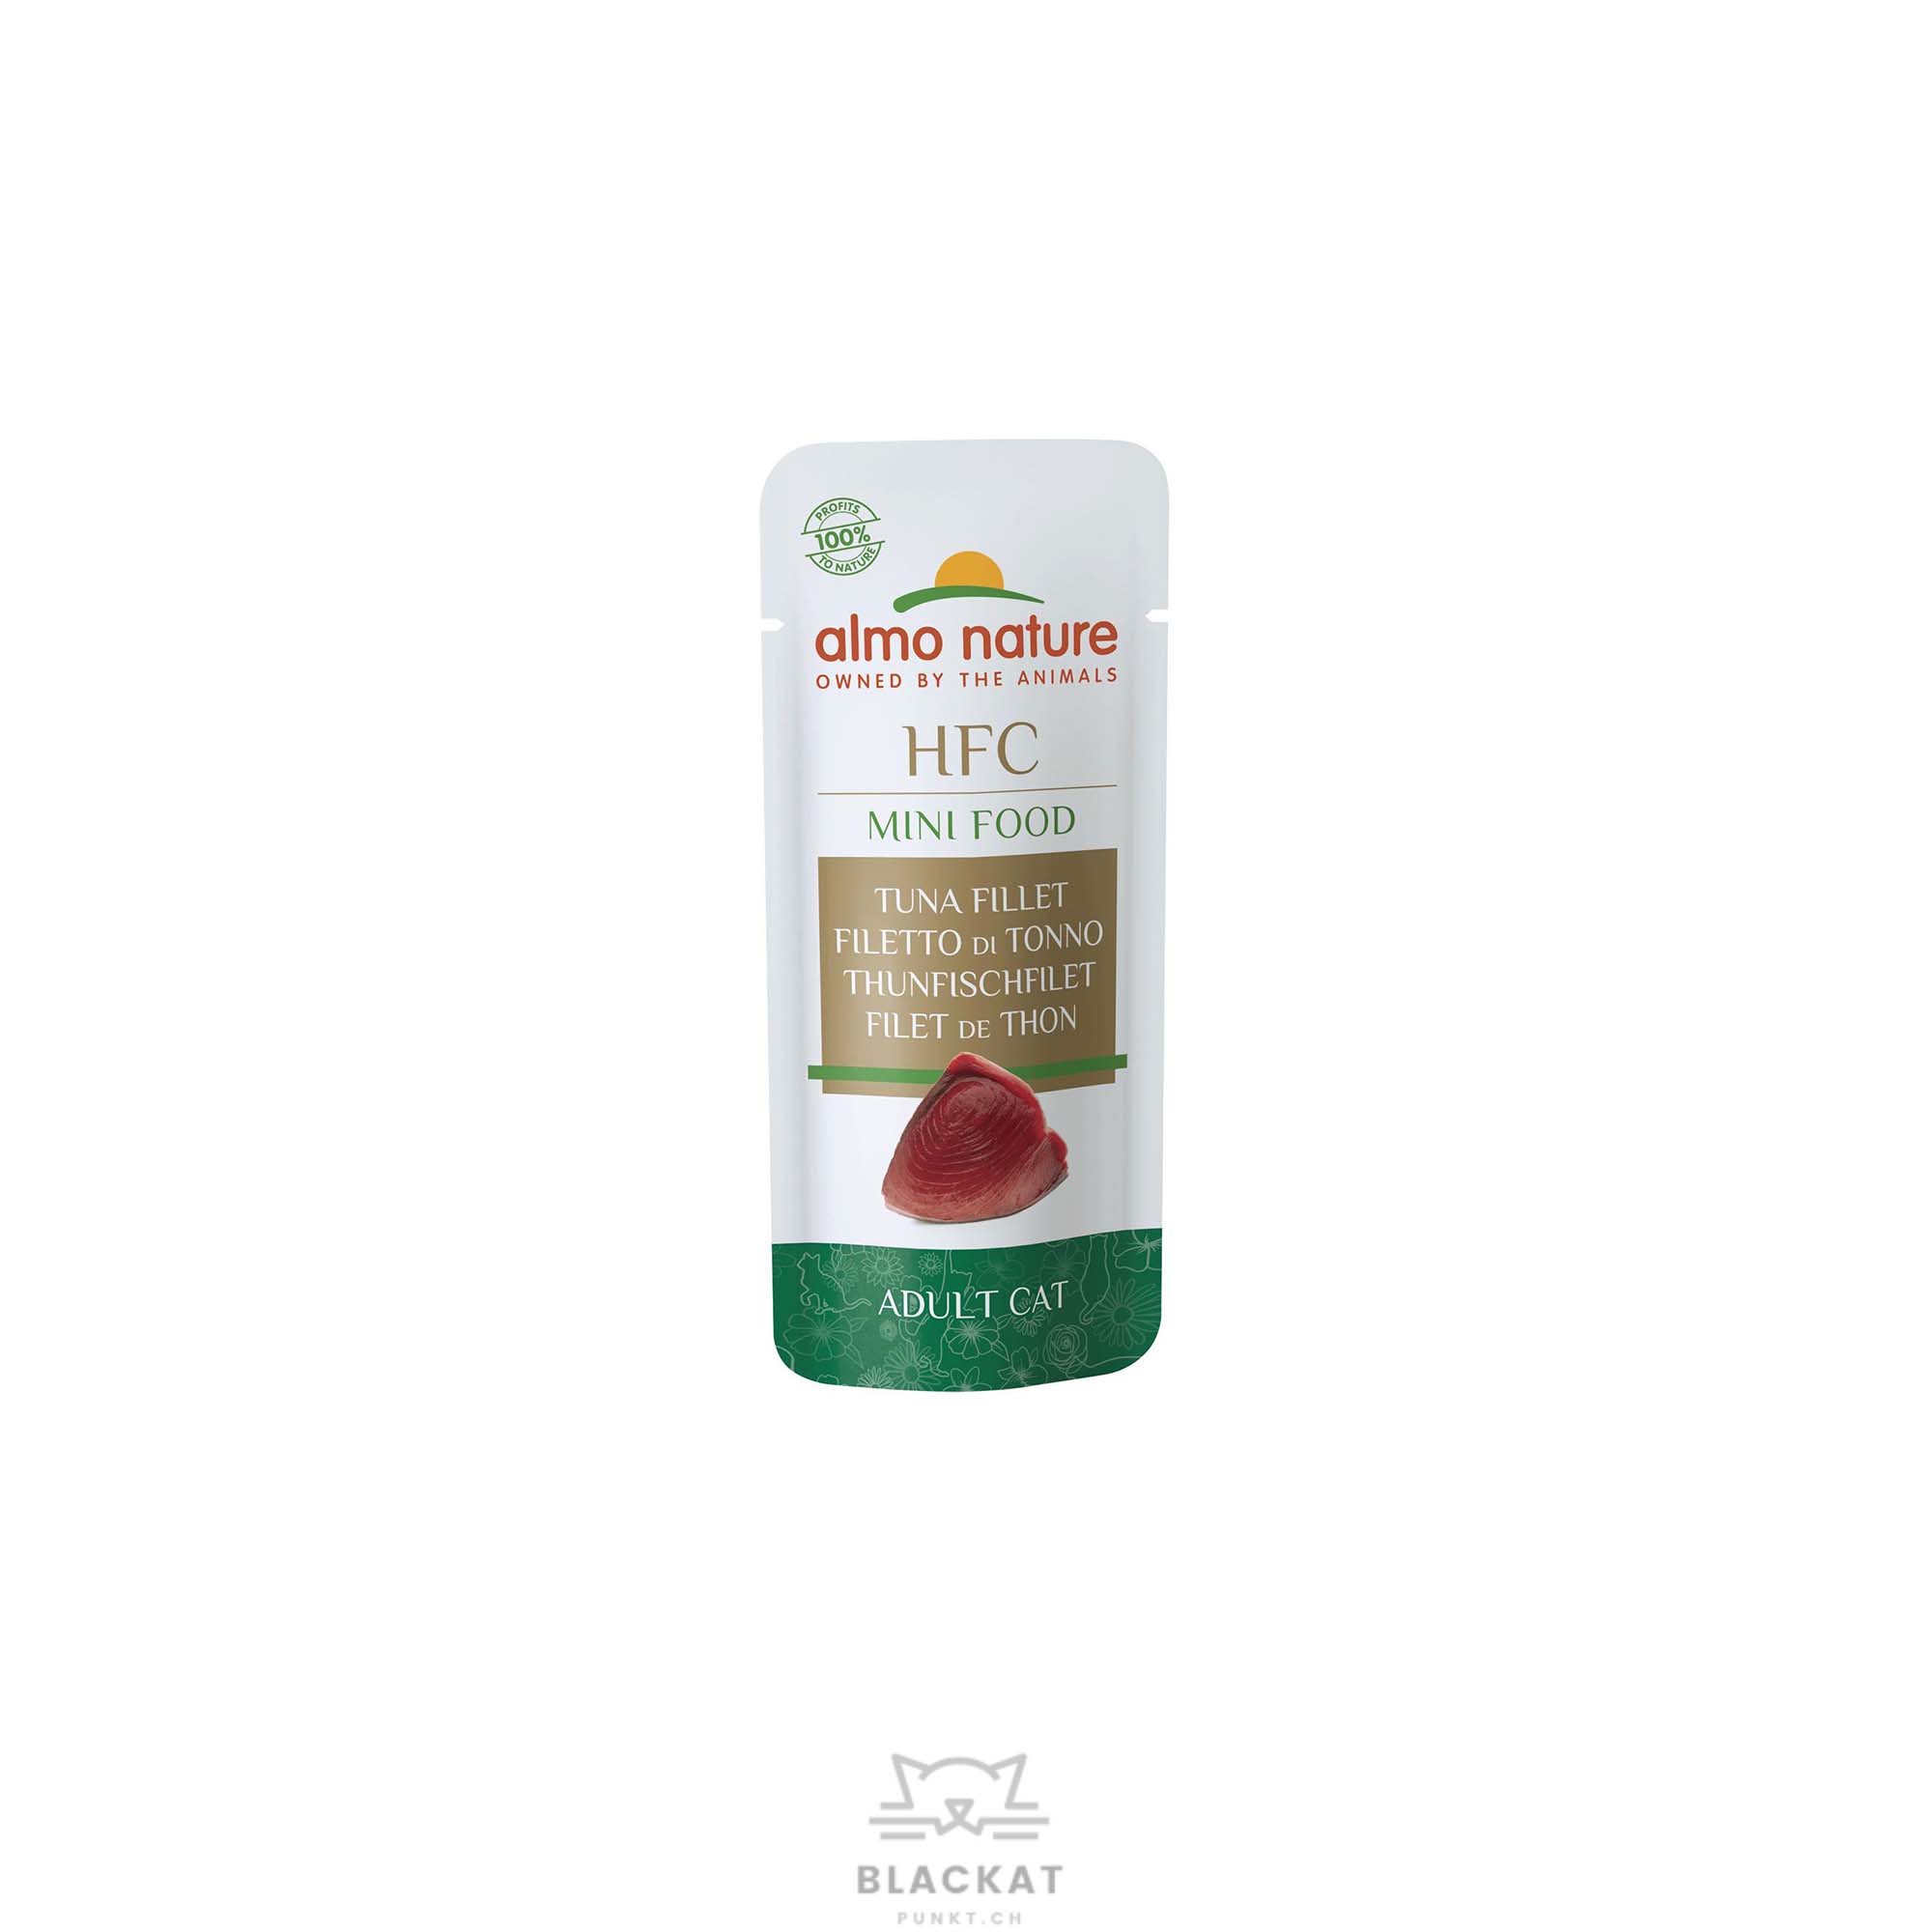 PROFITS
100%
TO NATURE
almo nature
OWNED BY THE ANIMALS
HFC
MINI FOOD
TUNA FILLET
FILETTO DI TONNO
THUNFISCHFILET
FILET DE THON
ADULT CAT
BLACKAT
PUNKT.CH